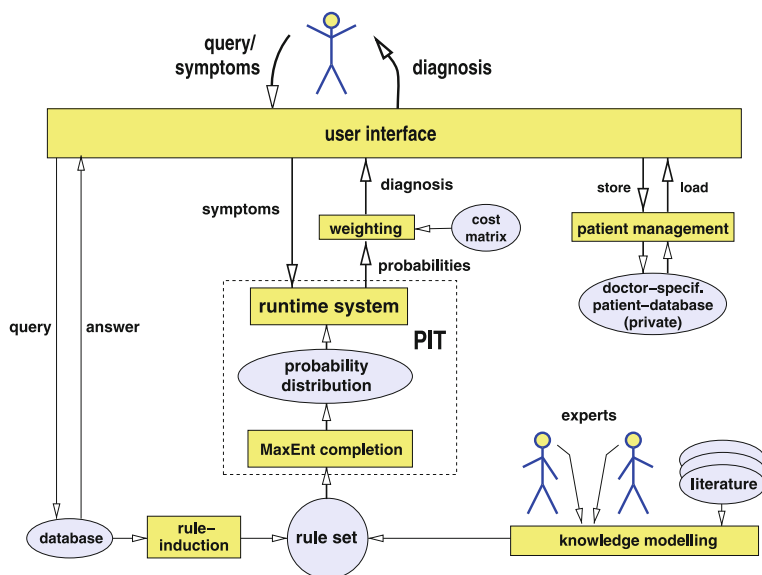 query/
symptoms
diagnosis
user interface
diagnosis
symptoms
store
load
weighting
cost
matrix
patient management
probabilities
doctor–specif.
patient–database
(private)
runtime system
query
answer
PIT
probability
distribution
experts
MaxEnt completion
literature
database
rule–
induction
rule set
knowledge modelling